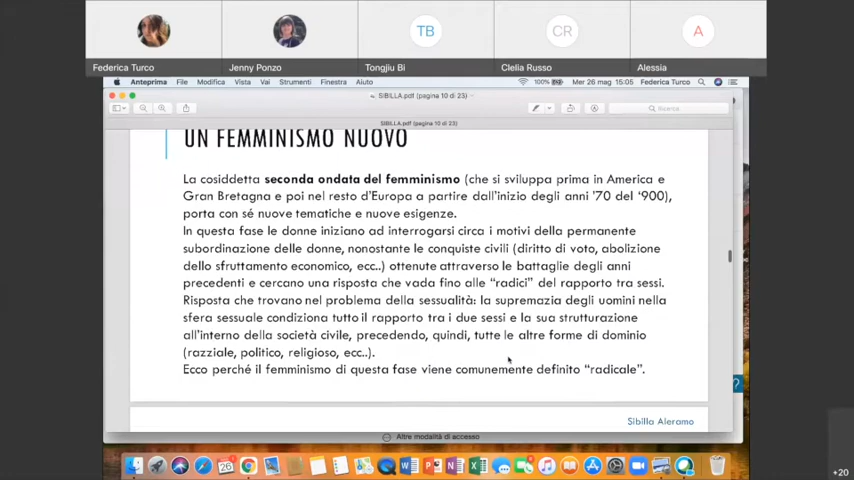 TB
CR
A
Federica Turco
Jenny Ponzo
Tongjiu Bi
Clelia Russo
Alessia
Anteprima File Modifica Vai Strumenti Finestra Aiuto 100% Mer 26 mag 15:05 Federica Turco
SIBILLA.pdf (pagina 10 di 23)
Ricerca
SIBILLA.pdf (pagina 10 di 23)
UN FEMMINISMO NUOVO
La cosiddetta seconda ondata del femminismo (che si sviluppa prima in America e
Gran Bretagna e poi nel resto d'Europa a partire dall'inizio degli anni '70 del '900),
porta con sé nuove tematiche e nuove esigenze.
In questa fase le donne iniziano ad interrogarsi circa i motivi della permanente
subordinazione delle donne, nonostante le conquiste civili (diritto di voto, abolizione
dello sfruttamento economico, ecc..) ottenute attraverso le battaglie degli anni
precedenti e cercano una risposta che vada fino alle "radici" del rapporto tra sessi.
Risposta che trovano nel problema della sessualità: la supremazia degli uomini nella
sfera sessuale condiziona tutto il rapporto tra i due sessi e la sua strutturazione
all'interno della società civile, precedendo, quindi, tutte le altre forme di dominio
(razziale, politico, religioso, ecc..).
Ecco perché il femminismo di questa fase viene comunemente definito "radicale".
?
Sibilla Aleramo
Altre modalità di accesso
26
+20